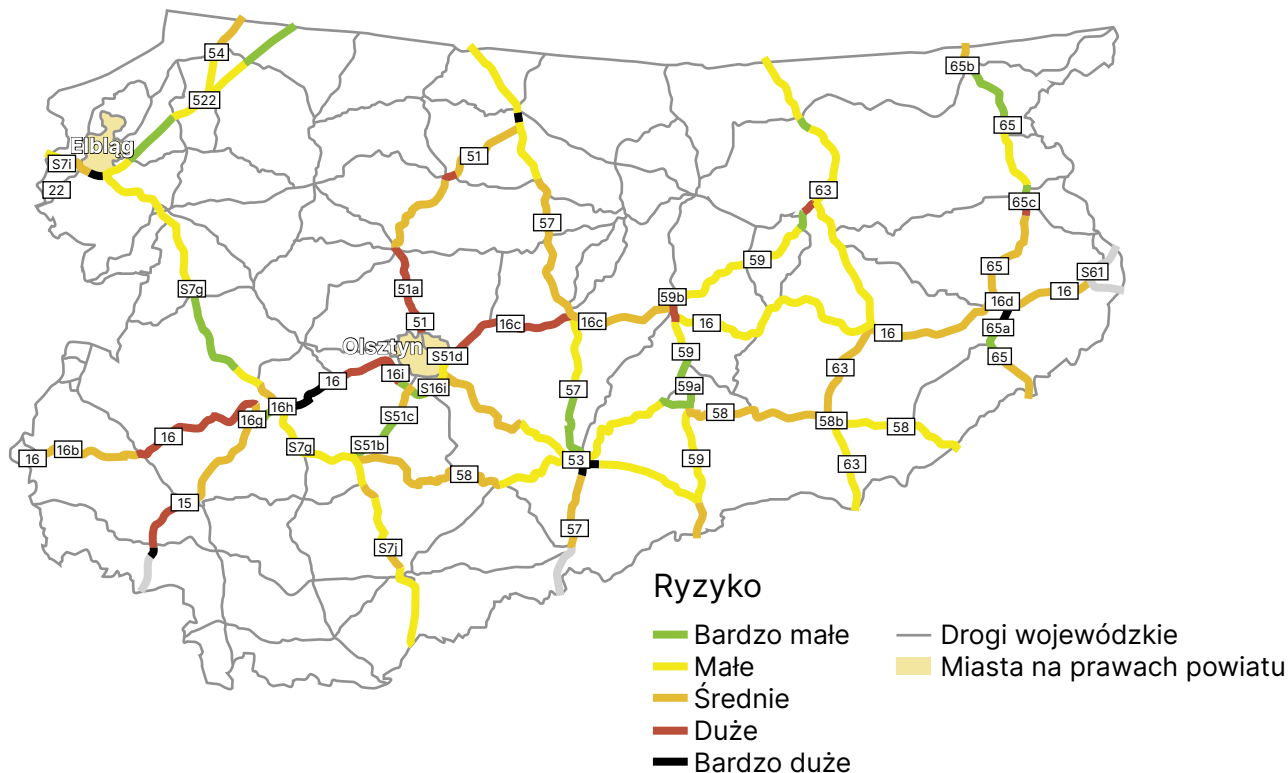 54
65b
522
65
Elbląg
51
S7i
22
63
65c
57
59
65
S61
S7g
51a
59b
16d
16
51
16c
16c
16
16
65a
Olsztyn
S51d
59
65
16
16i
S16i
63
57
59a
16h
16g
S51c
58
58b
58
16
S7g
S51b
16b
16
53
59
63
58
15
57
S7j
Ryzyko
Bardzo małe
Małe
Średnie
Duże
Bardzo duże
Drogi wojewódzkie
Miasta na prawach powiatu